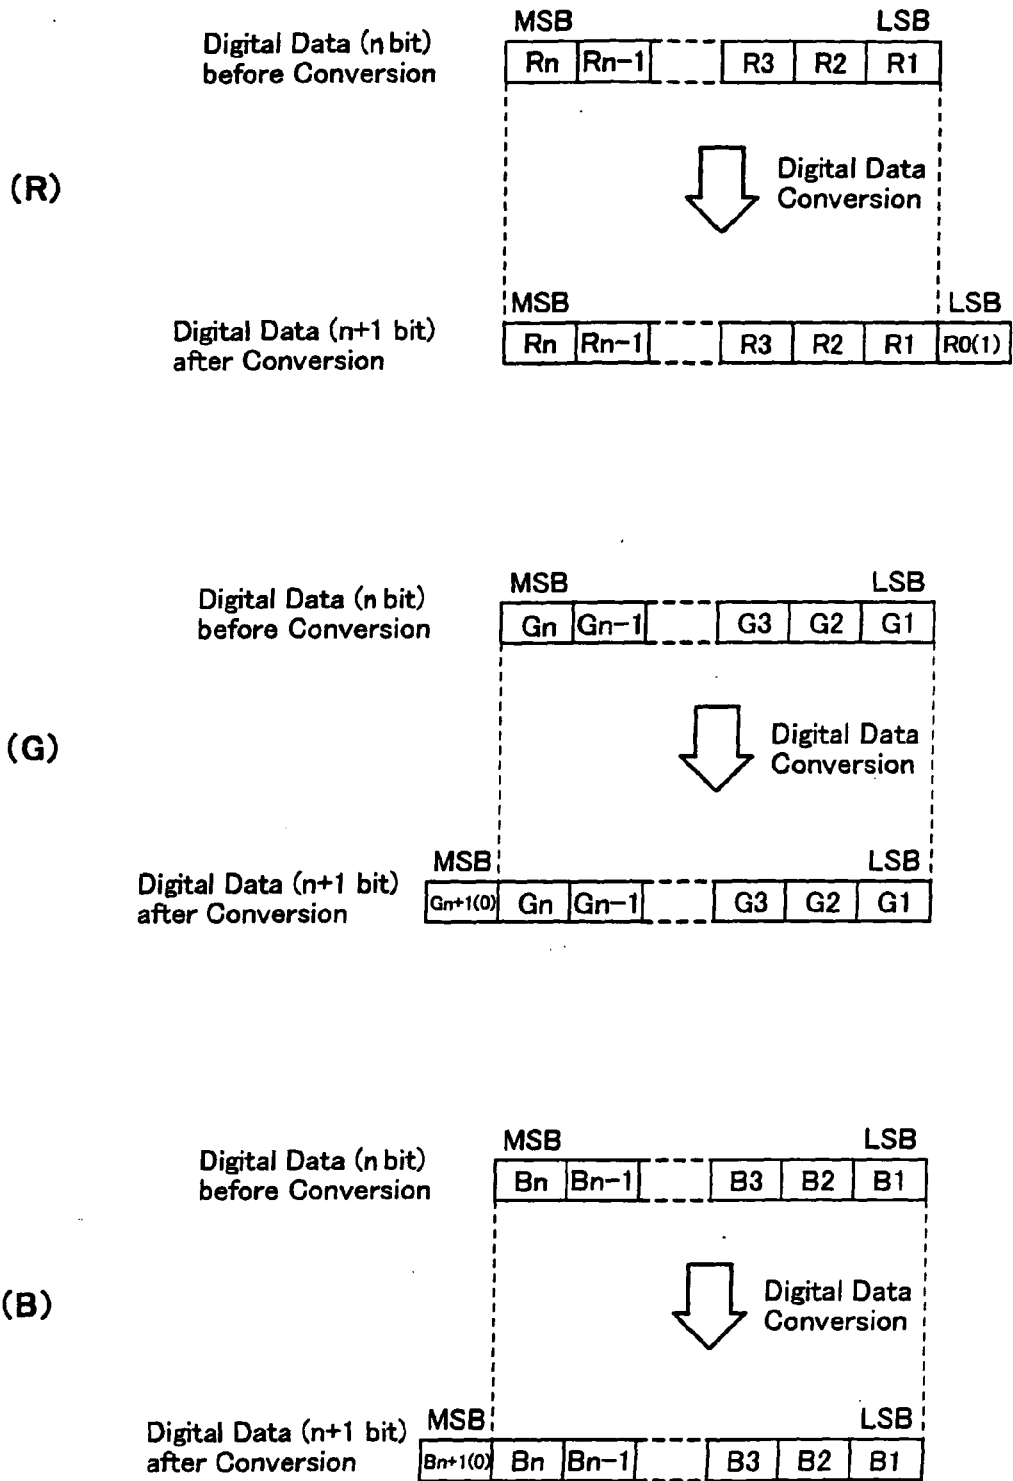 MSB LSB
Digital Data (n bit)
before Conversion
Rn Rn-1 R3 R2 R1
(R)
Digital Data
Conversion
MSB LSB
Digital Data (n+1 bit)
after Conversion
Rn Rn-1 R3 R2 R1 R0(1)
MSB LSB
Digital Data (n bit)
before Conversion
Gn Gn-1 G3 G2 G1
(G)
Digital Data
Conversion
MSB LSB
Digital Data (n+1 bit)
after Conversion
Gn+1(0) Gn Gn-1 G3 G2 G1
MSB LSB
Digital Data (n bit)
before Conversion
Bn Bn-1 B3 B2 B1
(B)
Digital Data
Conversion
MSB LSB
Digital Data (n+1 bit)
after Conversion
Bn+1(0) Bn Bn-1 B3 B2 B1